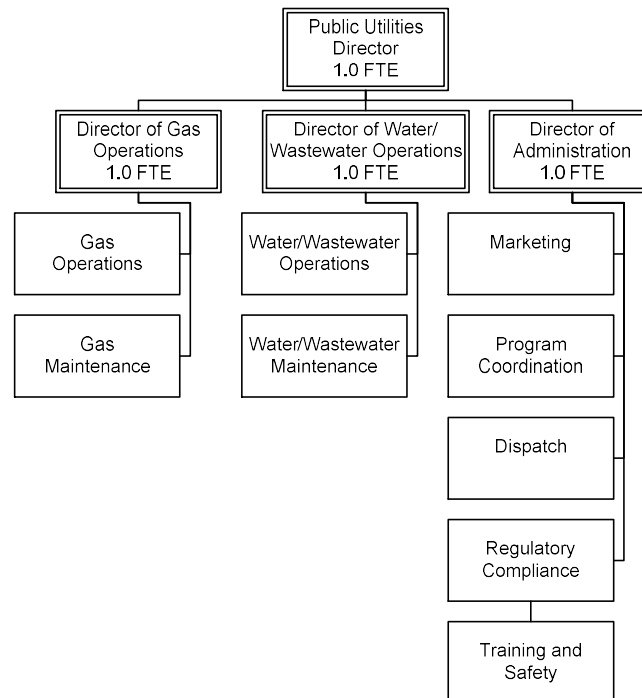 Public Utilities
Director
1.0 FTE
Director of Gas
Operations
1.0 FTE
Director of Water/
Wastewater Operations
1.0 FTE
Director of
Administration
1.0 FTE
Gas
Operations
Water/Wastewater
Operations
Marketing
Gas
Maintenance
Water/Wastewater
Maintenance
Program
Coordination
Dispatch
Regulatory
Compliance
Training and
Safety